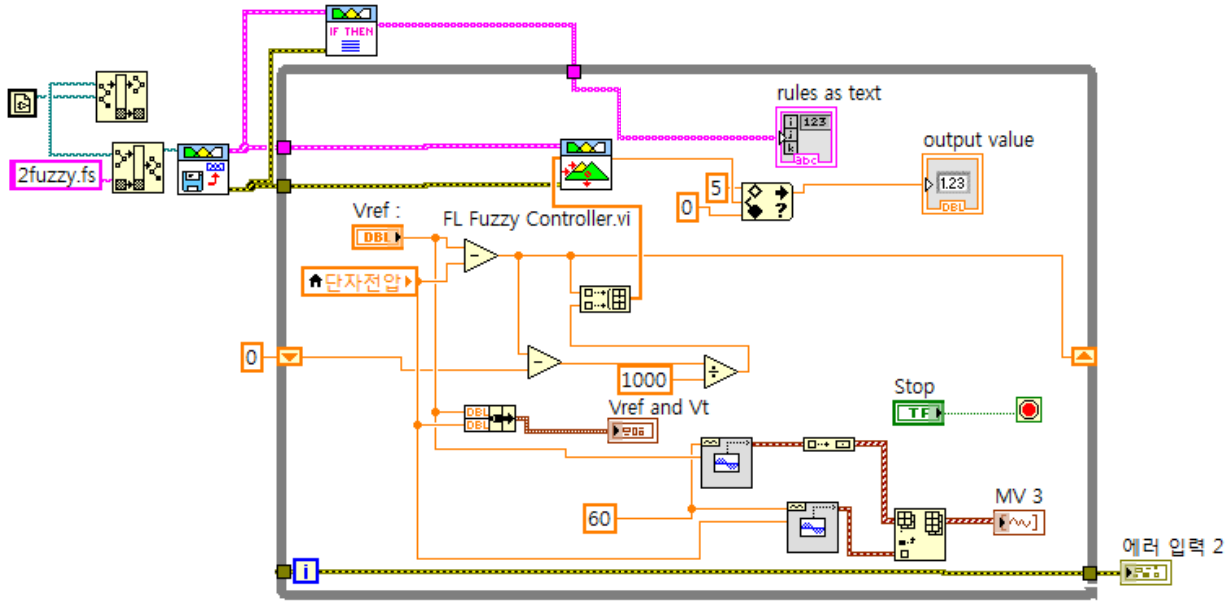 IF THEN
2fuzzy.fs
rules as text
i
j
k
123
abc
output value
1.23
DBL
5
0
Vref :
DBL
FL Fuzzy Controller.vi
단자전압
0
1000
DBL
DBL
Vref and Vt
Stop
TF
60
MV 3
i
에러 입력 2